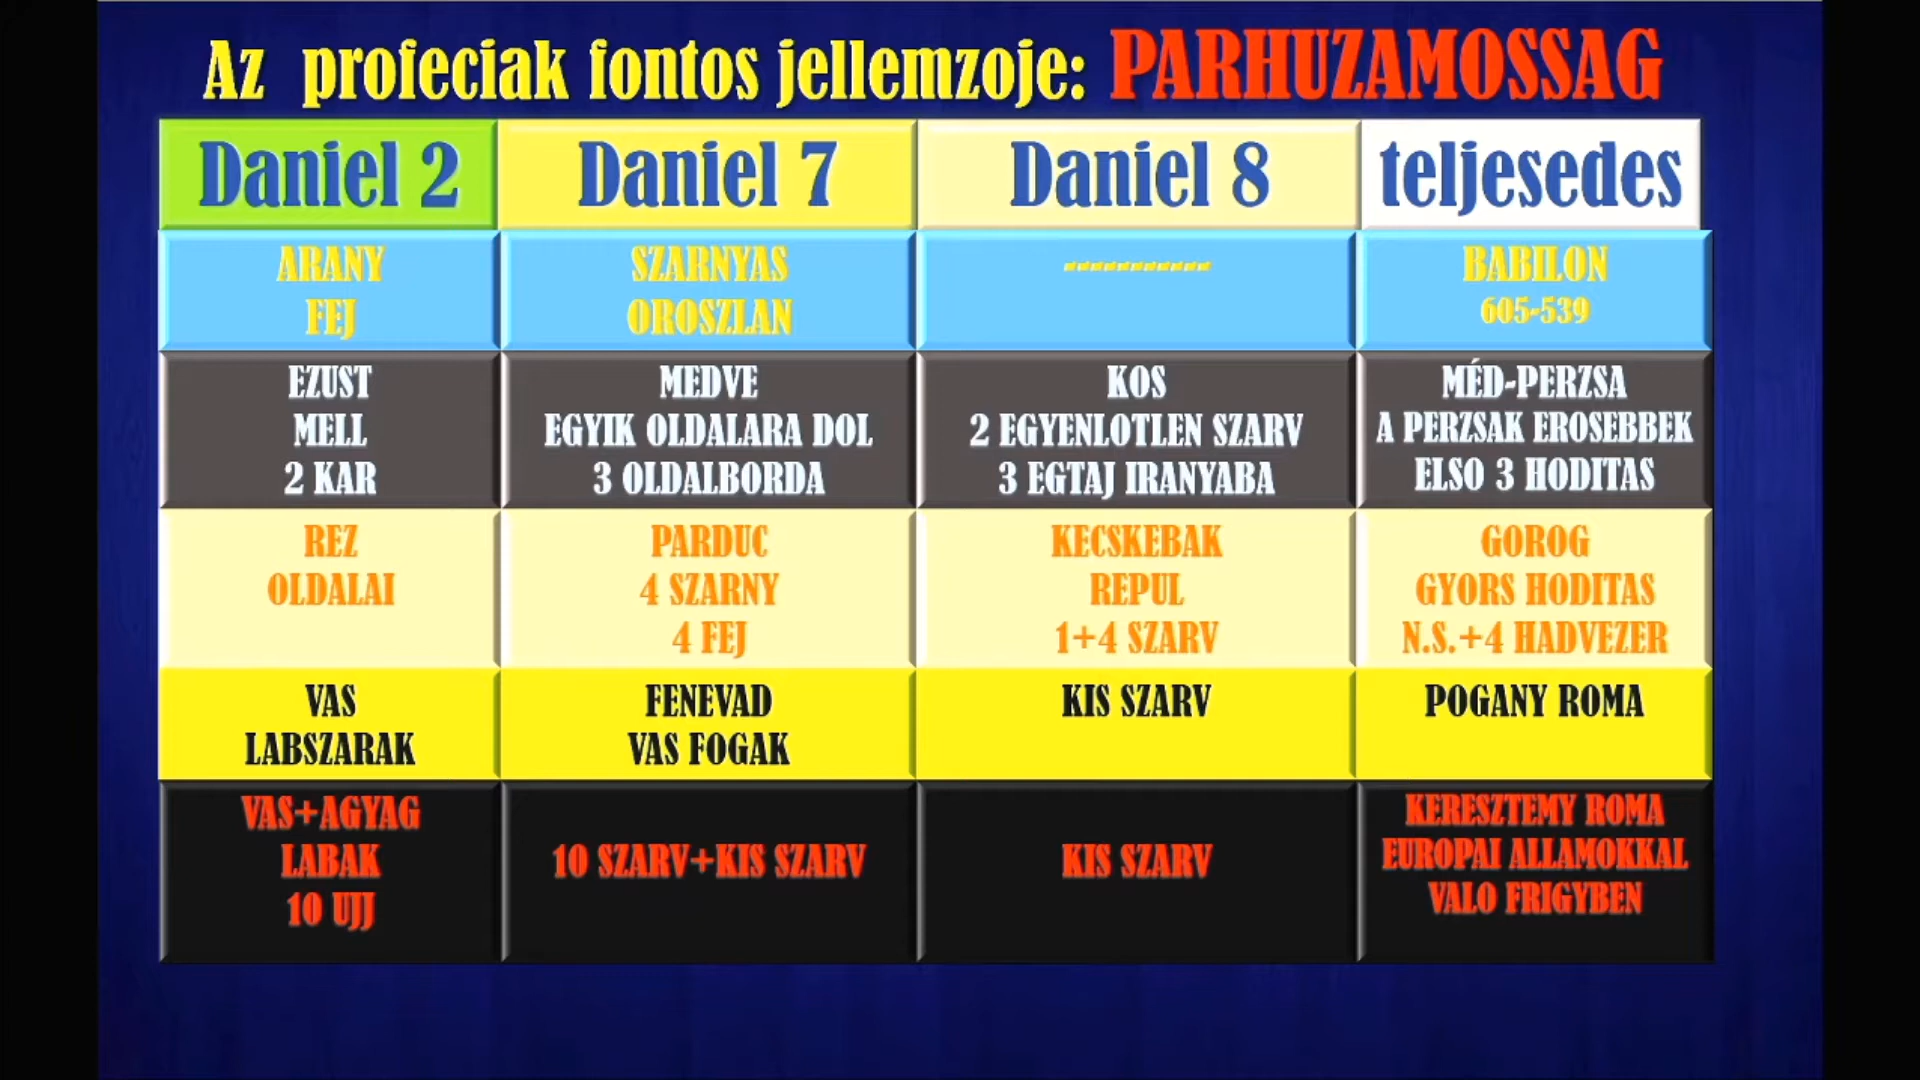 Az profeciak fontos jellemzoje: PARHUZAMOSSAG
Daniel 2 Daniel 7 Daniel 8 teljesedes
ARANY
FEJ
SZARNYAS
OROSZLAN
-----------
BABILON
605-539
EZUST
MELL
2 KAR
MEDVE
EGYIK OLDALARA DOL
3 OLDALBORDA
KOS
2 EGYENLOTLEN SZARV
3 EGTAJ IRANYABA
MÉD-PERZSA
A PERZSAK EROSEBBEK
ELSO 3 HODITAS
REZ
OLDALAI
PARDUC
4 SZARNY
4 FEJ
KECSKEBAK
REPUL
1+4 SZARV
GOROG
GYORS HODITAS
N.S.+4 HADVEZER
VAS
LABSZARAK
FENEVAD
VAS FOGAK
KIS SZARV
POGANY ROMA
VAS+AGYAG
LABAK
10 UJJ
10 SZARV+KIS SZARV
KIS SZARV
KERESZTEMY ROMA
EUROPAI ALLAMOKKAL
VALO FRIGYBEN